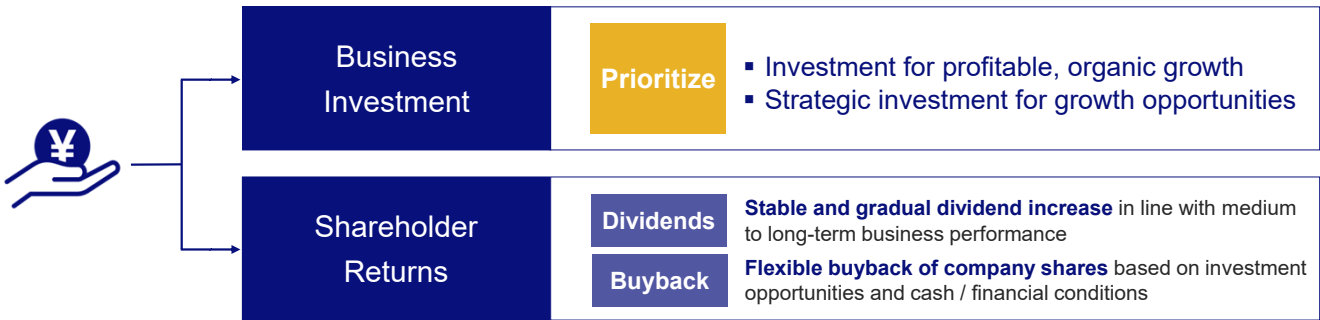 ¥
Business
Investment
Prioritize
▪ Investment for profitable, organic growth
▪ Strategic investment for growth opportunities
Shareholder
Returns
Dividends
Stable and gradual dividend increase in line with medium
to long-term business performance
Buyback
Flexible buyback of company shares based on investment
opportunities and cash / financial conditions